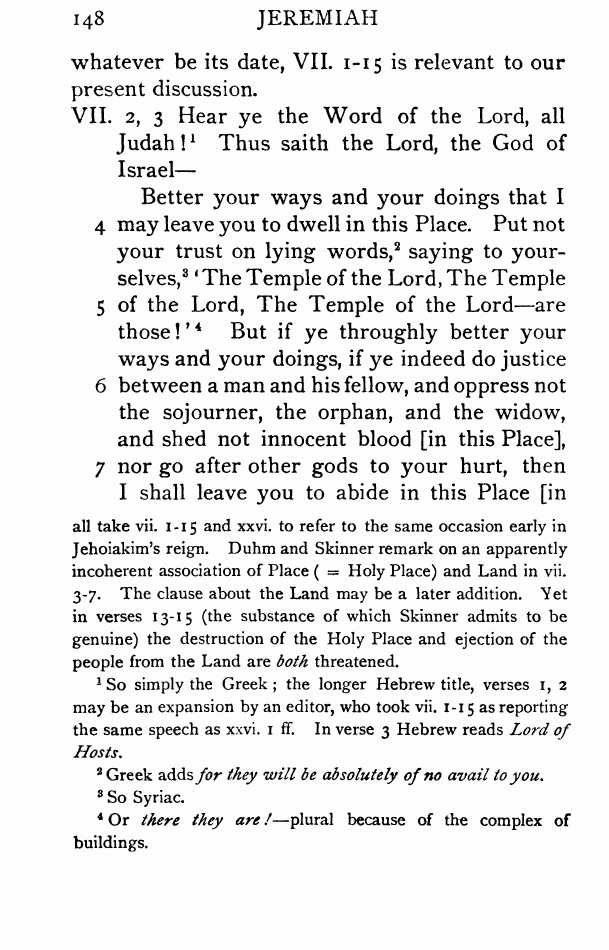 148 JEREMIAH
whatever be its date, VII. 1-15 is relevant to our
present discussion.
VII. 2, 3 Hear ye the Word of the Lord, all
Judah!¹ Thus saith the Lord, the God of
Israel—
Better your ways and your doings that I
4 may leave you to dwell in this Place. Put not
your trust on lying words,² saying to your-
selves,³ ‘The Temple of the Lord, The Temple
5 of the Lord, The Temple of the Lord—are
those!’⁴ But if ye throughly better your
ways and your doings, if ye indeed do justice
6 between a man and his fellow, and oppress not
the sojourner, the orphan, and the widow,
and shed not innocent blood [in this Place],
7 nor go after other gods to your hurt, then
I shall leave you to abide in this Place [in
all take vii. 1-15 and xxvi. to refer to the same occasion early in
Jehoiakim's reign. Duhm and Skinner remark on an apparently
incoherent association of Place ( = Holy Place) and Land in vii.
3-7. The clause about the Land may be a later addition. Yet
in verses 13-15 (the substance of which Skinner admits to be
genuine) the destruction of the Holy Place and ejection of the
people from the Land are both threatened.
¹ So simply the Greek; the longer Hebrew title, verses 1, 2
may be an expansion by an editor, who took vii. 1-15 as reporting
the same speech as xxvi. 1 ff. In verse 3 Hebrew reads Lord of
Hosts.
² Greek adds for they will be absolutely of no avail to you.
³ So Syriac.
⁴ Or there they are!—plural because of the complex of
buildings.